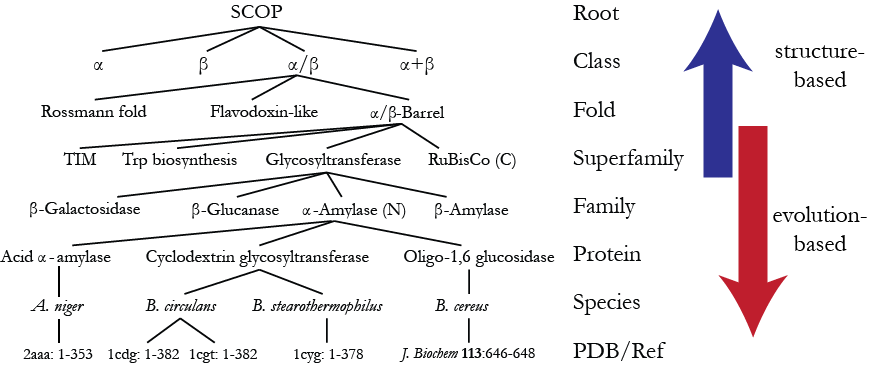 SCOP Root
α β α/β α+β Class
structure-
based
Rossmann fold Flavodoxin-like α/β-Barrel Fold
TIM Trp biosynthesis Glycosyltransferase RuBisCo (C) Superfamily
β-Galactosidase β-Glucanase α-Amylase (N) β-Amylase Family
evolution-
based
Acid α-amylase Cyclodextrin glycosyltransferase Oligo-1,6 glucosidase Protein
A. niger B. circulans B. stearothermophilus B. cereus Species
2aaa: 1-353 1cdg: 1-382 1cgt: 1-382 1cyg: 1-378 J. Biochem 113:646-648 PDB/Ref